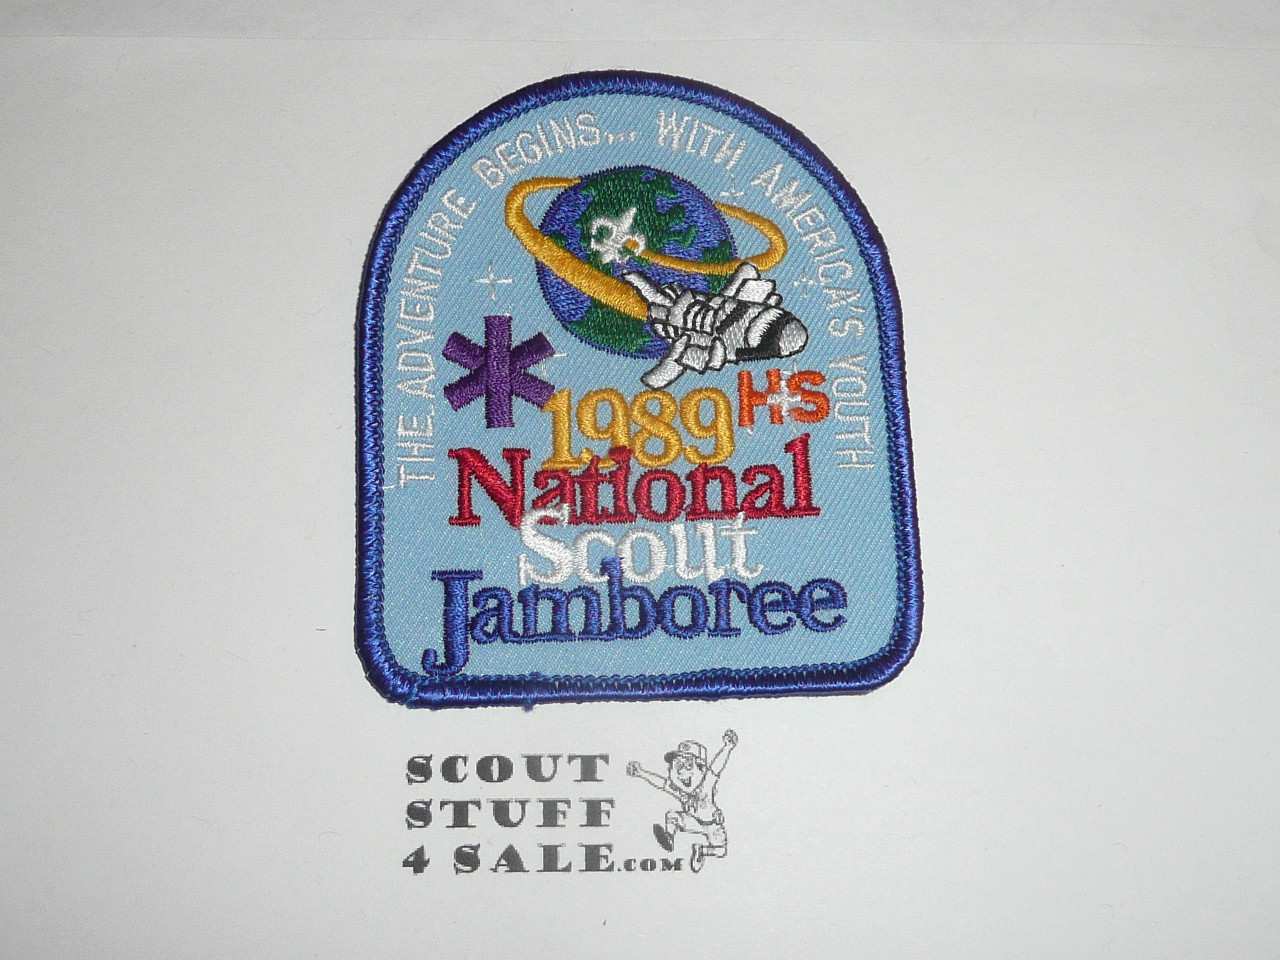 THE ADVENTURE BEGINS... WITH AMERICA'S YOUTH
1989 HS
National
Scout
Jamboree
SCOUT
STUFF
4 SALE.COM